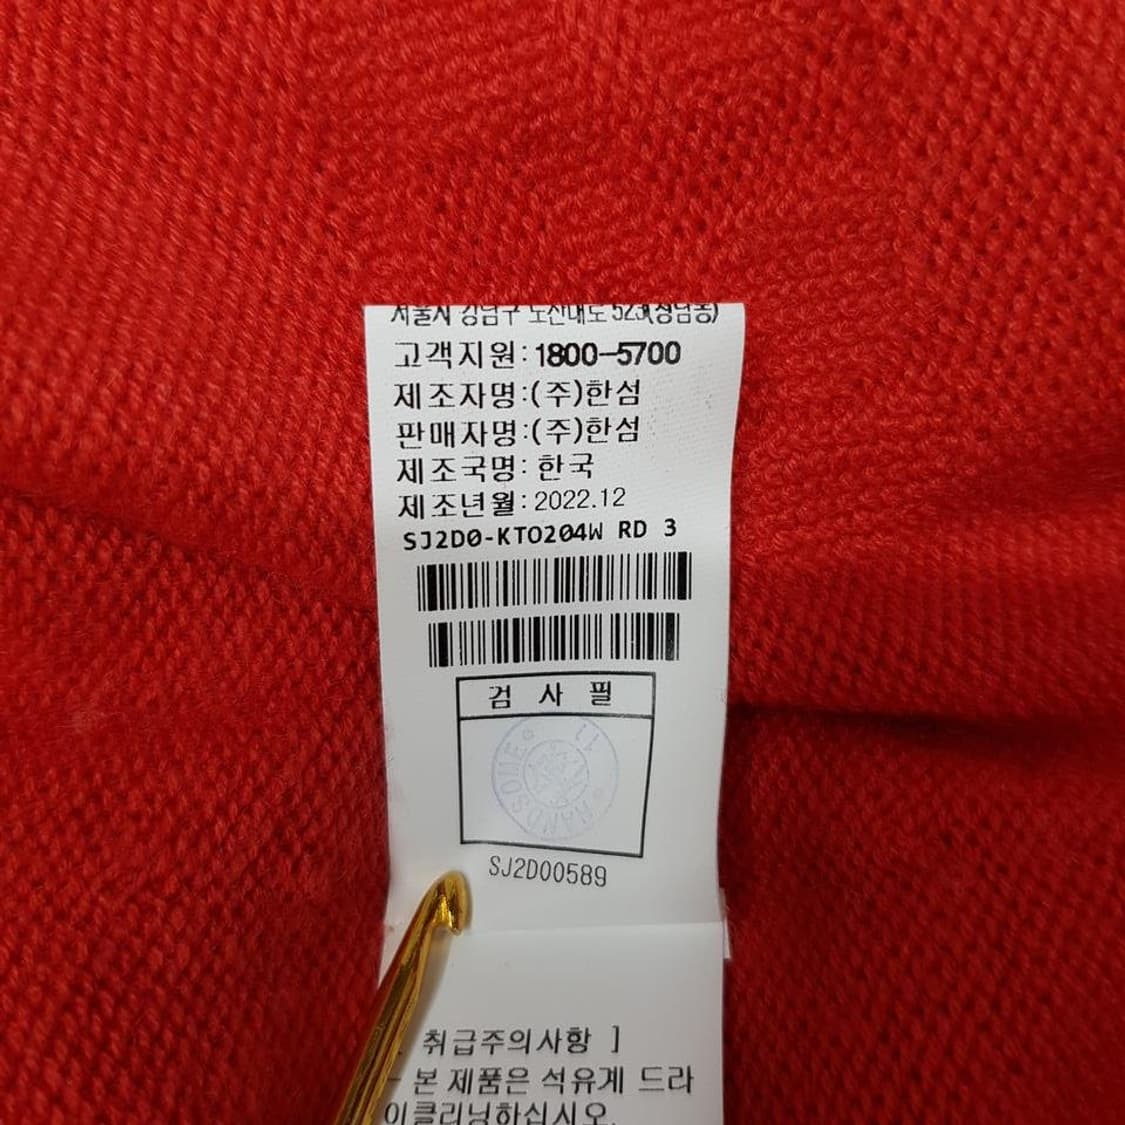 서울시 강남구 도산대로 523(청담동)
고객지원: 1800-5700
제조자명:(주)한섬
판매자명:(주)한섬
제조국명: 한국
제조년월: 2022.12
SJ2D0-KTO204W RD 3
검 사 필
HANDSOME 11
SJ2D00589
취급주의사항 ]
- 본 제품은 석유계 드라
이클리닝하십시오.